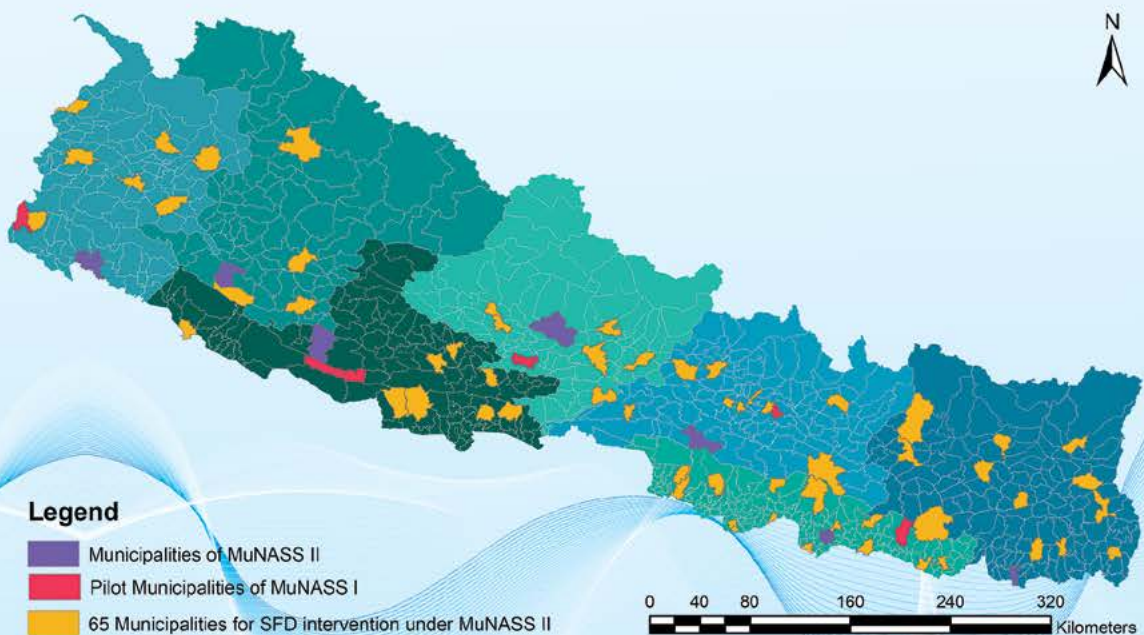 N
Legend
Municipalities of MuNASS II
Pilot Municipalities of MuNASS I
65 Municipalities for SFD intervention under MuNASS II
0 40 80 160 240 320
Kilometers